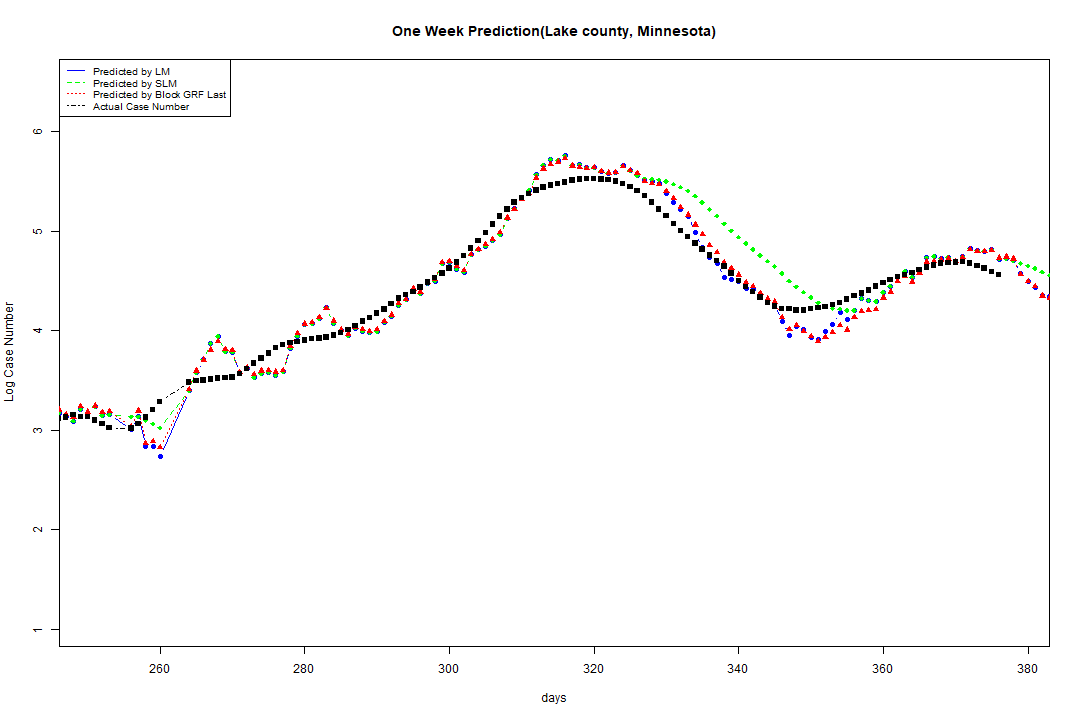 One Week Prediction(Lake county, Minnesota)
Predicted by LM
Predicted by SLM
Predicted by Block GRF Last
Actual Case Number
Log Case Number
6
5
4
3
2
1
260 280 300 320 340 360 380
days